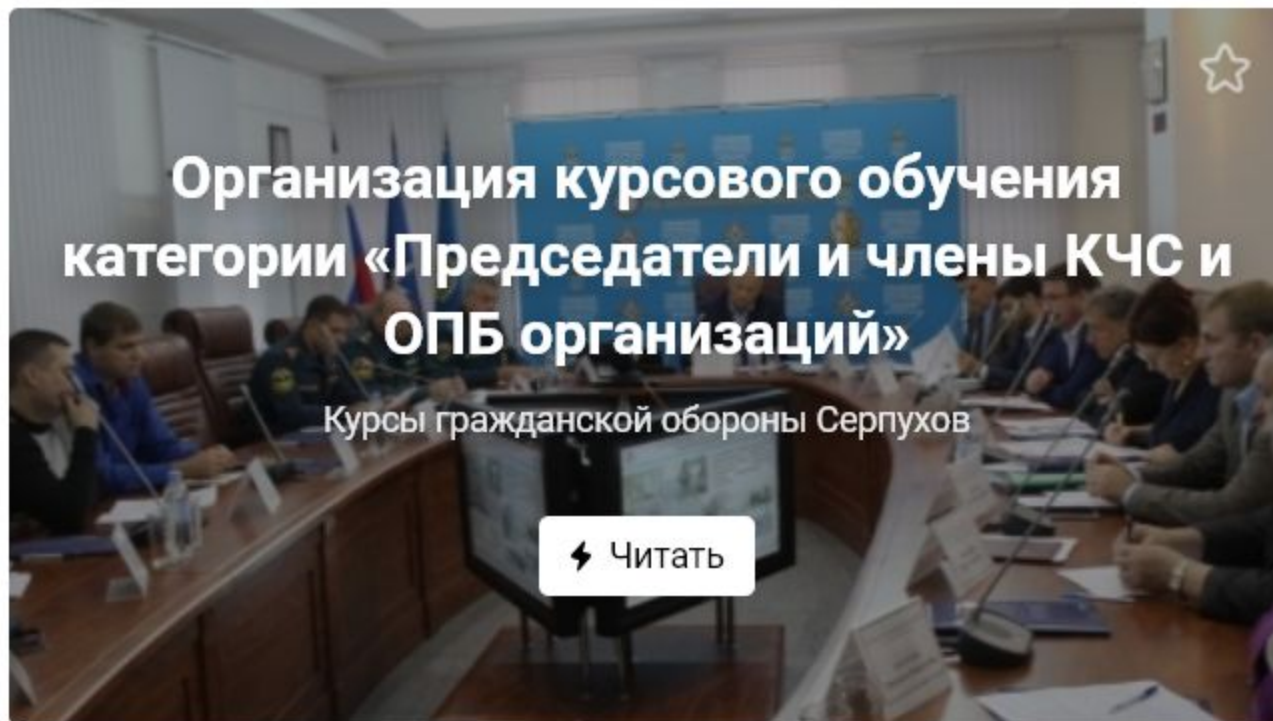 Организация курсового обучения
категории «Председатели и члены КЧС и
ОПБ организаций»
Курсы гражданской обороны Серпухов
Читать